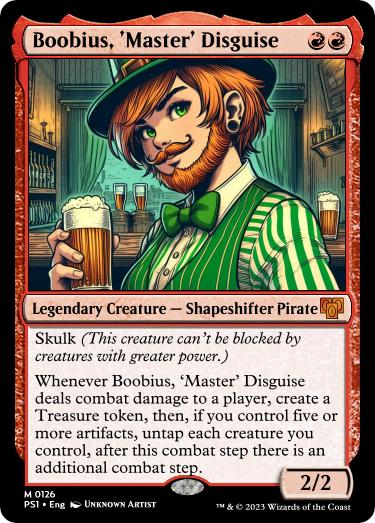 Boobius, 'Master' Disguise
Legendary Creature — Shapeshifter Pirate
Skulk (This creature can't be blocked by
creatures with greater power.)
Whenever Boobius, 'Master' Disguise
deals combat damage to a player, create a
Treasure token, then, if you control five or
more artifacts, untap each creature you
control, after this combat step there is an
additional combat step.
2/2
M 0126
PS1 • Eng Unknown Artist
™ & © 2023 Wizards of the Coast